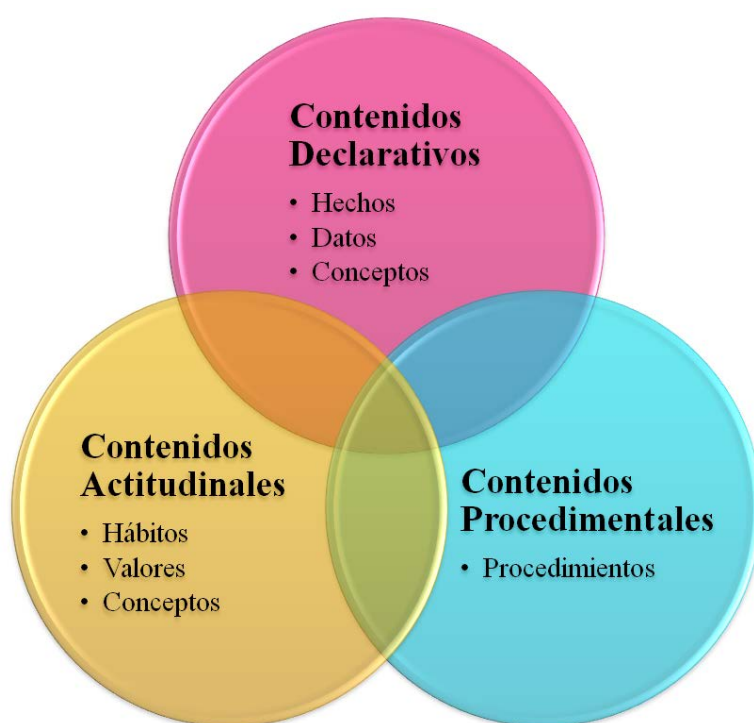 Contenidos
Declarativos
• Hechos
• Datos
• Conceptos
Contenidos
Actitudinales
• Hábitos
• Valores
• Conceptos
Contenidos
Procedimentales
• Procedimientos